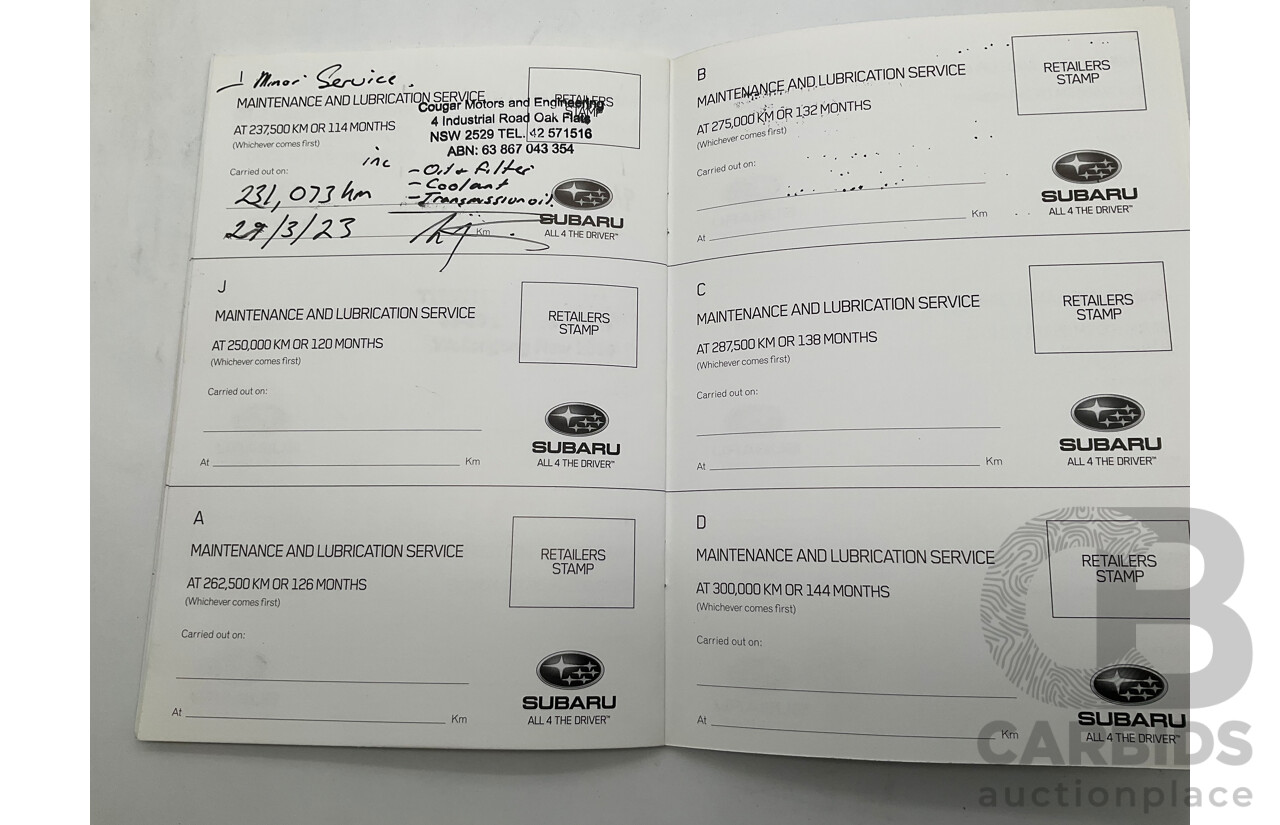 I Minor Service.
MAINTENANCE AND LUBRICATION SERVICE
RETAILERS
STAMP
Cougar Motors and Engineering
4 Industrial Road Oak Flats
NSW 2529 TEL. 42 571516
ABN: 63 867 043 354
AT 237,500 KM OR 114 MONTHS
(Whichever comes first)
Carried out on:
inc
- Oil + Filter
- Coolant
- Transmission oil.
231,073 km
29/3/23
Km
SUBARU
ALL 4 THE DRIVER™
J
MAINTENANCE AND LUBRICATION SERVICE
RETAILERS
STAMP
AT 250,000 KM OR 120 MONTHS
(Whichever comes first)
Carried out on:
At Km
SUBARU
ALL 4 THE DRIVER™
A
MAINTENANCE AND LUBRICATION SERVICE
RETAILERS
STAMP
AT 262,500 KM OR 126 MONTHS
(Whichever comes first)
Carried out on:
At Km
SUBARU
ALL 4 THE DRIVER™
B
MAINTENANCE AND LUBRICATION SERVICE
RETAILERS
STAMP
AT 275,000 KM OR 132 MONTHS
(Whichever comes first)
Carried out on:
At Km
SUBARU
ALL 4 THE DRIVER™
C
MAINTENANCE AND LUBRICATION SERVICE
RETAILERS
STAMP
AT 287,500 KM OR 138 MONTHS
(Whichever comes first)
Carried out on:
At Km
SUBARU
ALL 4 THE DRIVER™
D
MAINTENANCE AND LUBRICATION SERVICE
RETAILERS
STAMP
AT 300,000 KM OR 144 MONTHS
(Whichever comes first)
Carried out on:
At Km
SUBARU
ALL 4 THE DRIVER™
CB
CARBIDS
auctionplace